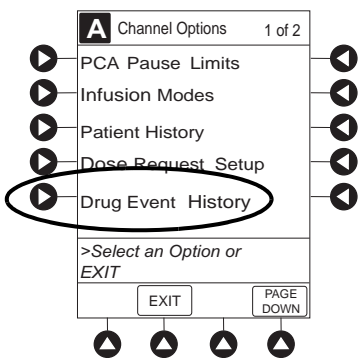 A Channel Options 1 of 2
PCA Pause Limits
Infusion Modes
Patient History
Dose Request Setup
Drug Event History
>Select an Option or
EXIT
EXIT
PAGE
DOWN